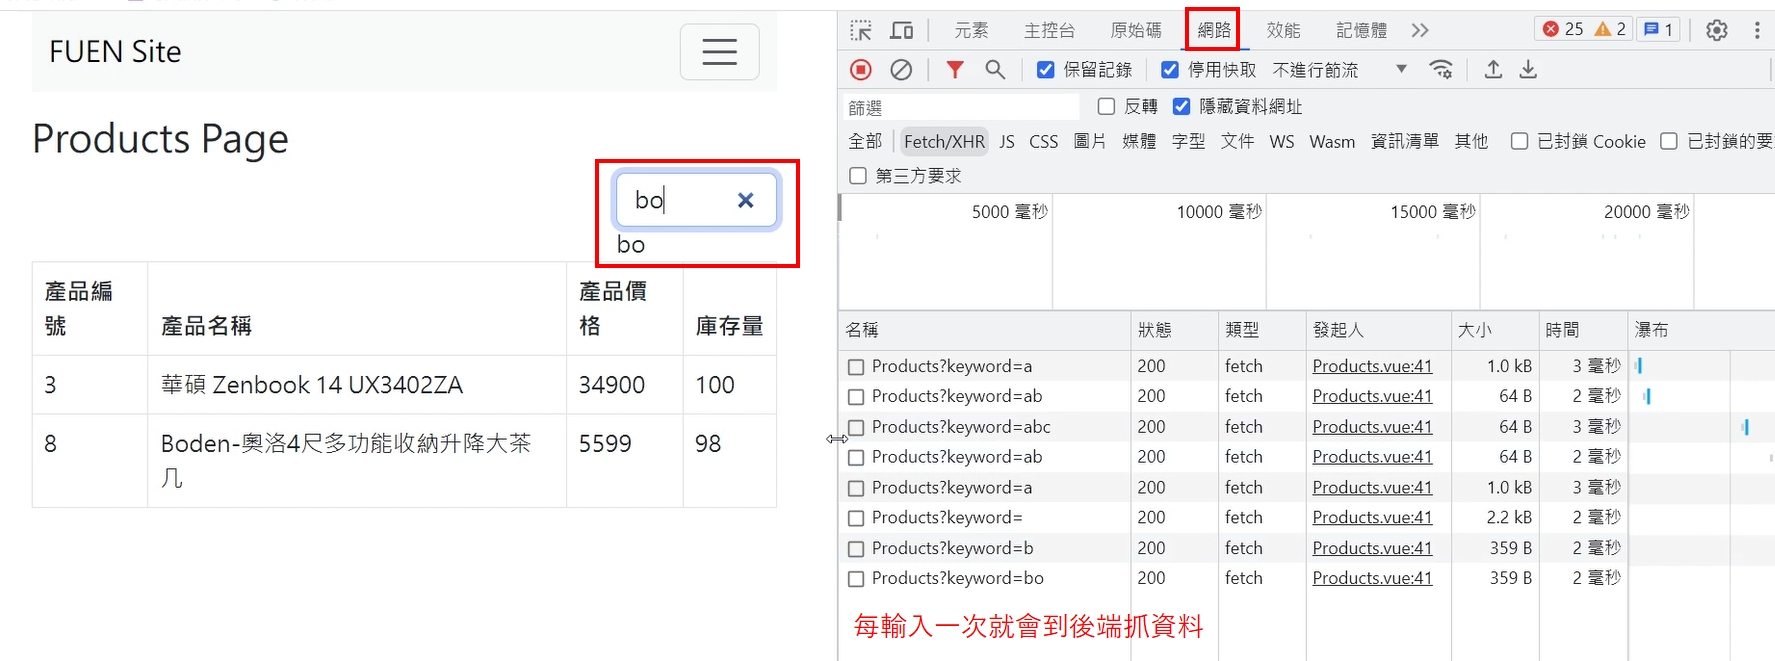 FUEN Site
Products Page
bo
bo
產品編號 產品名稱 產品價格 庫存量
3 華碩 Zenbook 14 UX3402ZA 34900 100
8 Boden-奧洛4尺多功能收納升降大茶几 5599 98
元素 主控台 原始碼 網路 效能 記憶體 25 2 1
保留記錄 停用快取 不進行節流
篩選 反轉 隱藏資料網址
全部 Fetch/XHR JS CSS 圖片 媒體 字型 文件 WS Wasm 資訊清單 其他 已封鎖 Cookie 已封鎖的要
第三方要求
5000 毫秒 10000 毫秒 15000 毫秒 20000 毫秒
名稱 狀態 類型 發起人 大小 時間 瀑布
Products?keyword=a 200 fetch Products.vue:41 1.0 kB 3 毫秒
Products?keyword=ab 200 fetch Products.vue:41 64 B 2 毫秒
Products?keyword=abc 200 fetch Products.vue:41 64 B 3 毫秒
Products?keyword=ab 200 fetch Products.vue:41 64 B 2 毫秒
Products?keyword=a 200 fetch Products.vue:41 1.0 kB 3 毫秒
Products?keyword= 200 fetch Products.vue:41 2.2 kB 2 毫秒
Products?keyword=b 200 fetch Products.vue:41 359 B 2 毫秒
Products?keyword=bo 200 fetch Products.vue:41 359 B 2 毫秒
每輸入一次就會到後端抓資料